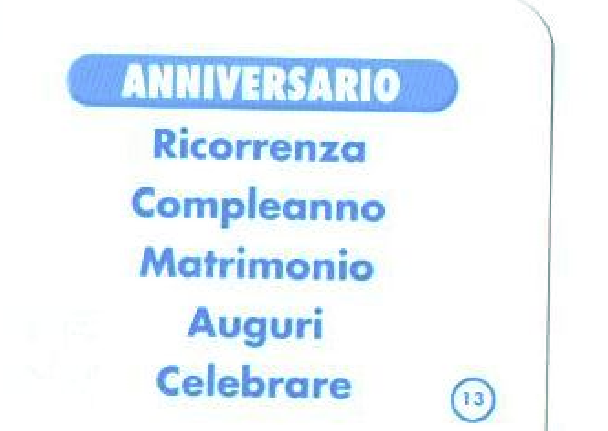 ANNIVERSARIO
Ricorrenza
Compleanno
Matrimonio
Auguri
Celebrare
13